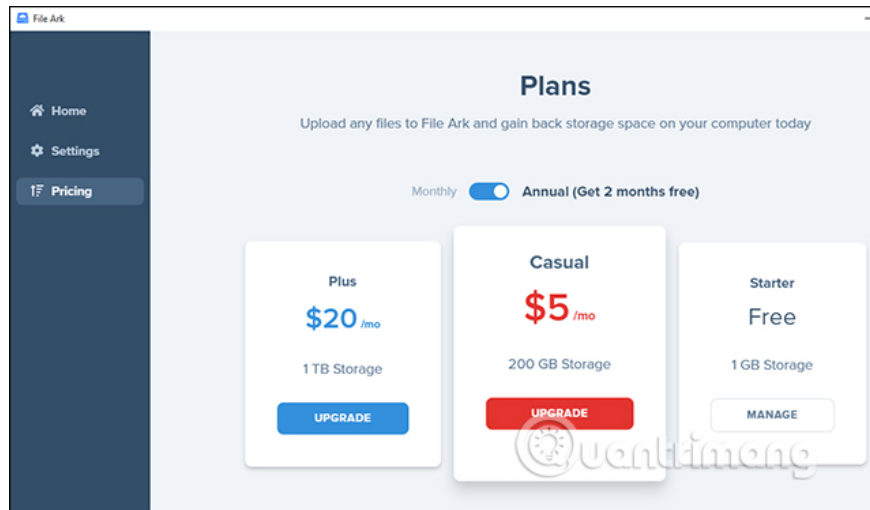 File Ark
Home
Settings
Pricing
Plans
Upload any files to File Ark and gain back storage space on your computer today
Monthly Annual (Get 2 months free)
Plus
$20 /mo
1 TB Storage
UPGRADE
Casual
$5 /mo
200 GB Storage
UPGRADE
Starter
Free
1 GB Storage
MANAGE
Quantrimang